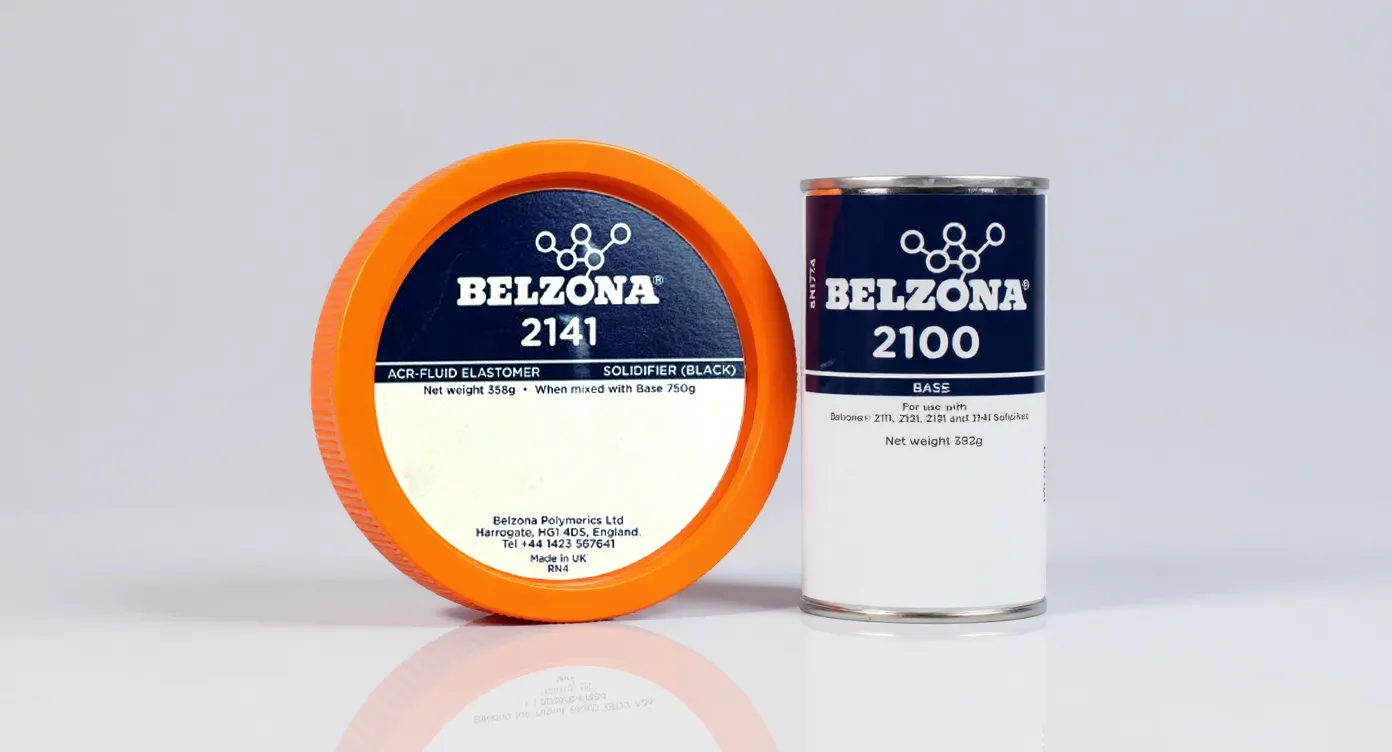 BELZONA®
2141
ACR-FLUID ELASTOMER SOLIDIFIER (BLACK)
Net weight 358g • When mixed with Base 750g
Belzona Polymerics Ltd
Harrogate, HG1 4DS, England.
Tel +44 1423 567641
Made in UK
RN4
BELZONA®
2100
BASE
For use with
and
Net weight 392g